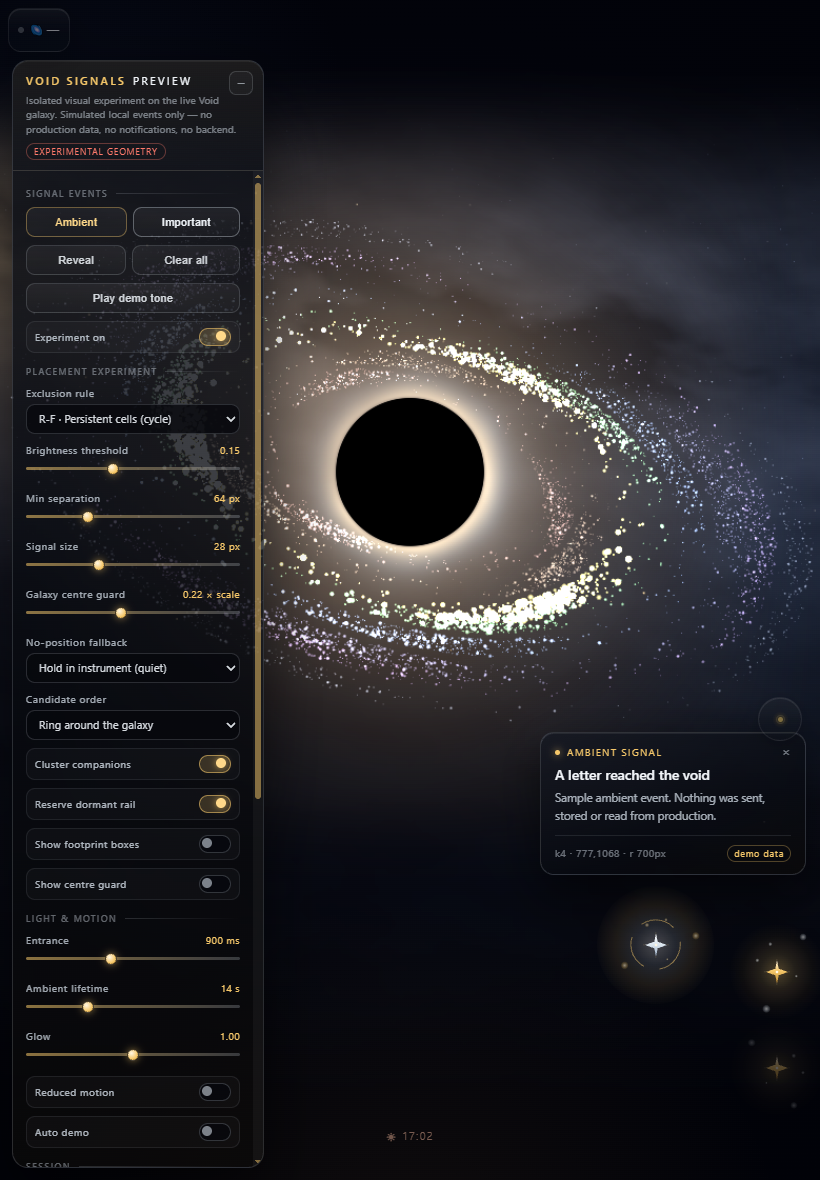 VOID SIGNALS PREVIEW
Isolated visual experiment on the live Void
galaxy. Simulated local events only — no
production data, no notifications, no backend.
EXPERIMENTAL GEOMETRY
SIGNAL EVENTS
Ambient
Important
Reveal
Clear all
Play demo tone
Experiment on
PLACEMENT EXPERIMENT
Exclusion rule
R-F · Persistent cells (cycle)
Brightness threshold 0.15
Min separation 64 px
Signal size 28 px
Galaxy centre guard 0.22 × scale
No-position fallback
Hold in instrument (quiet)
Candidate order
Ring around the galaxy
Cluster companions
Reserve dormant rail
Show footprint boxes
Show centre guard
LIGHT & MOTION
Entrance 900 ms
Ambient lifetime 14 s
Glow 1.00
Reduced motion
Auto demo
SESSION
AMBIENT SIGNAL ×
A letter reached the void
Sample ambient event. Nothing was sent,
stored or read from production.
k4 · 777,1068 · r 700px
demo data
17:02